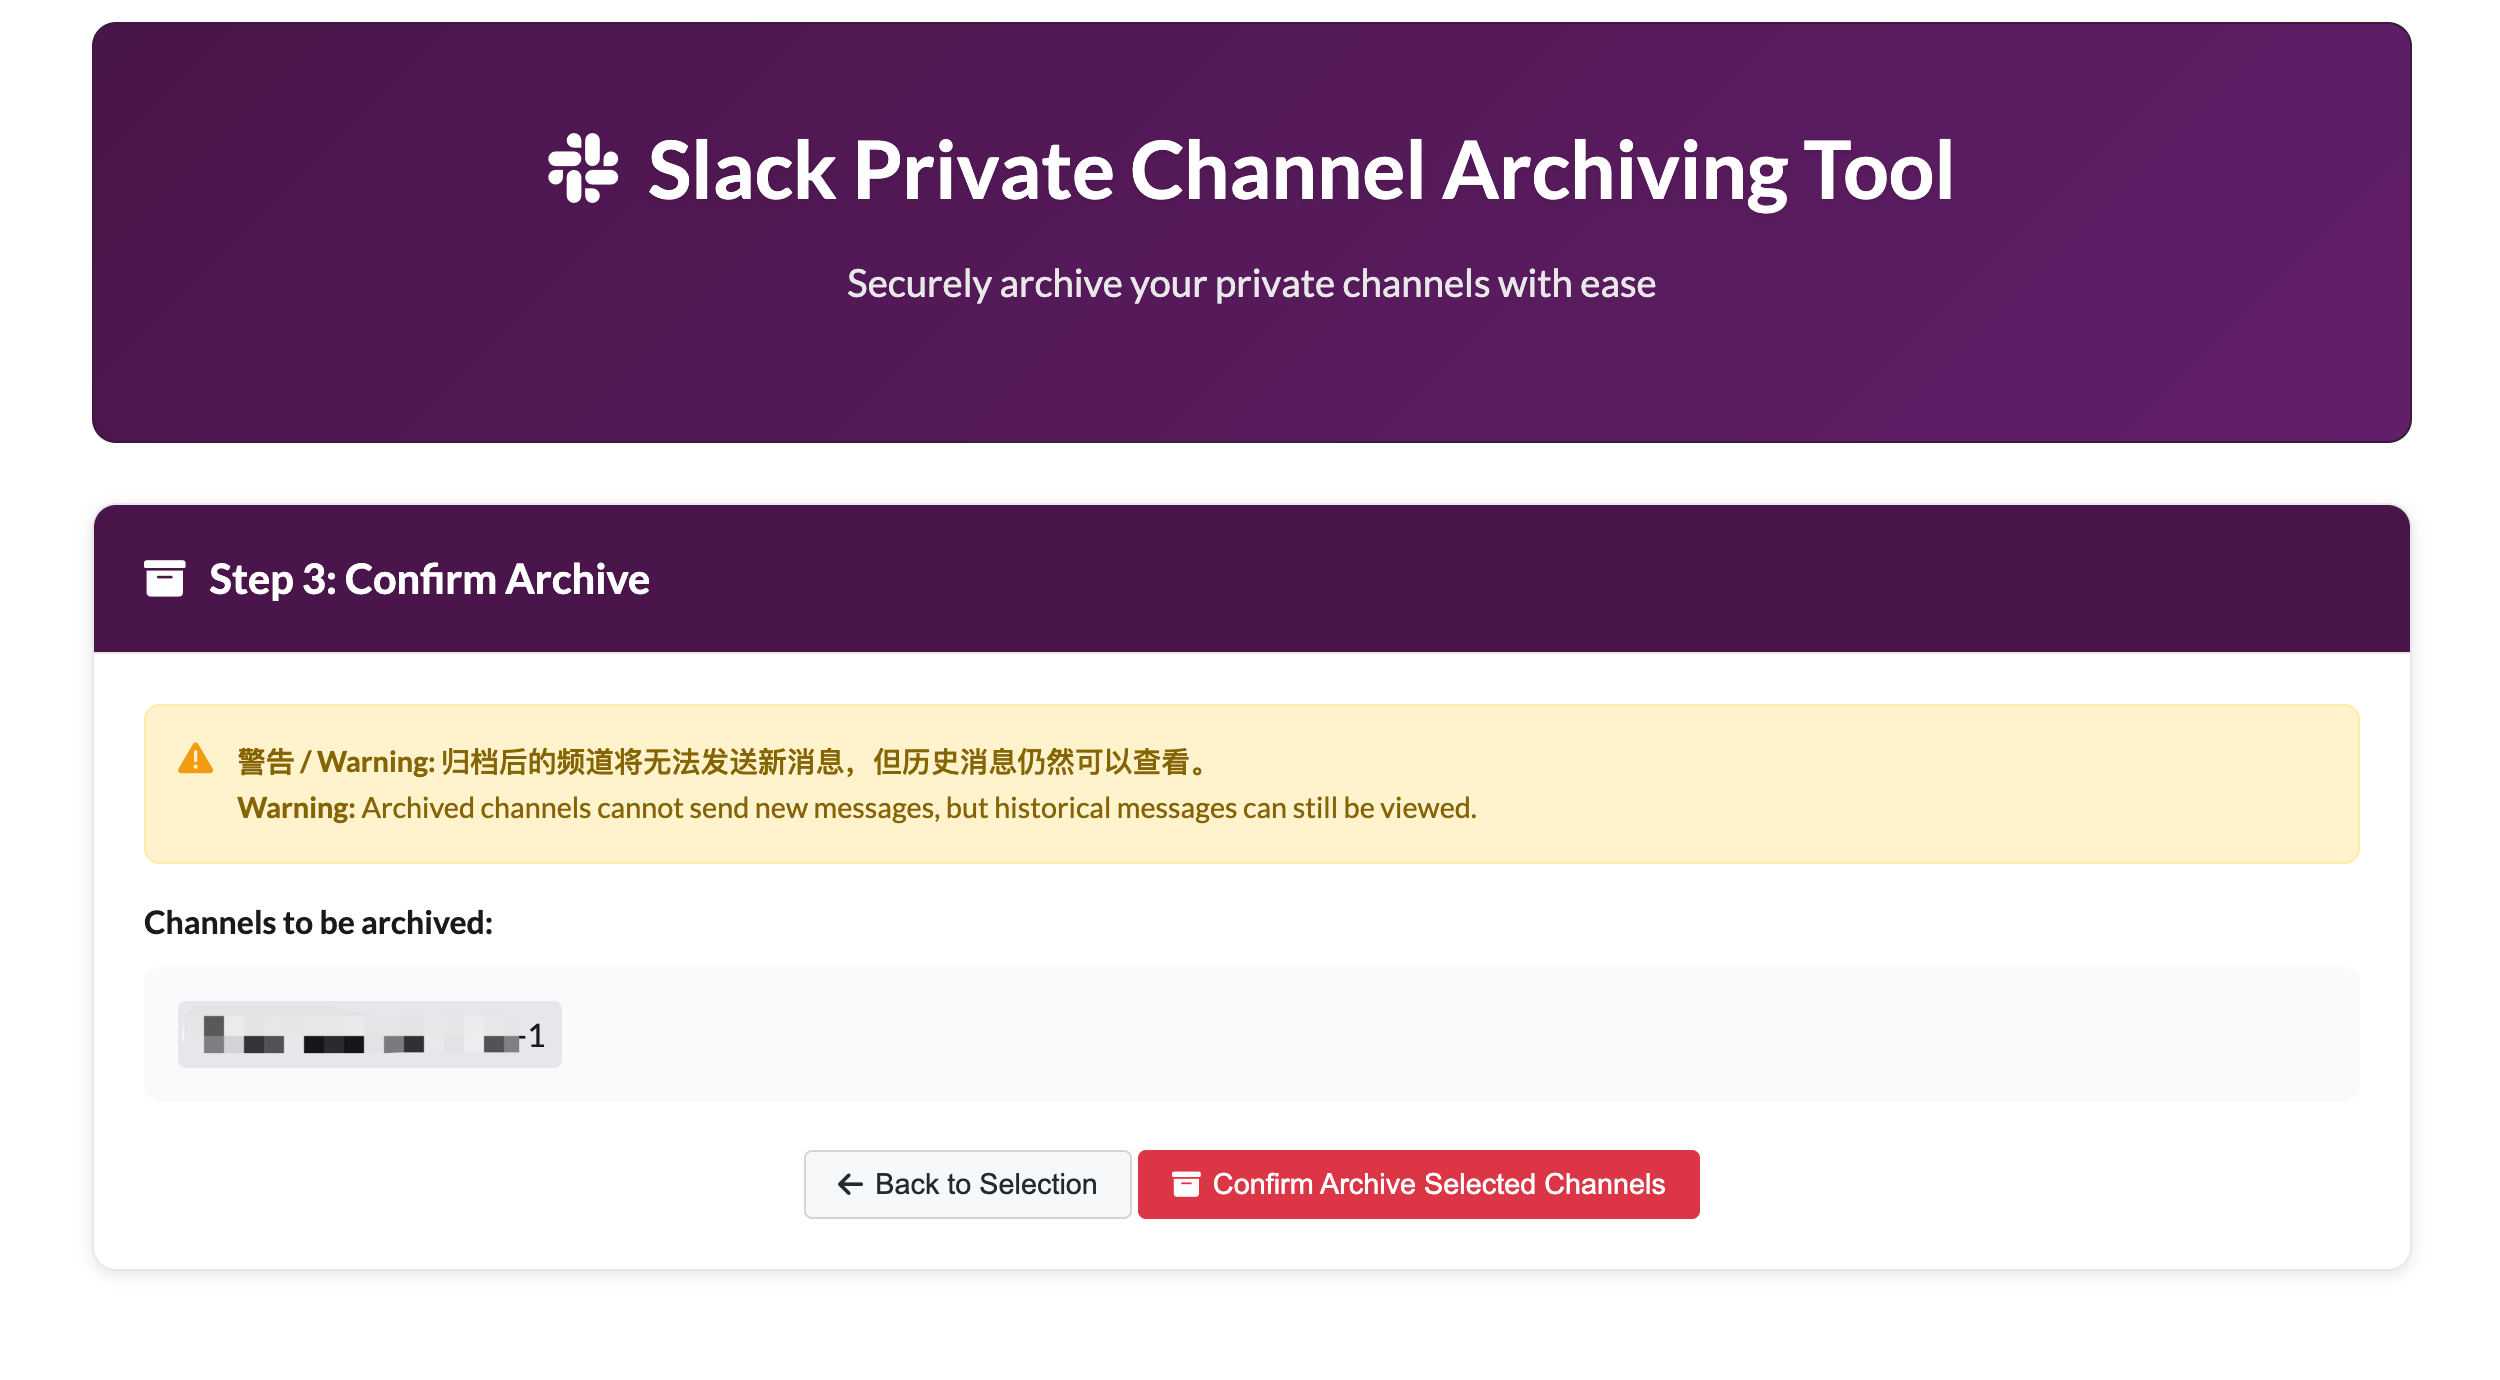 Slack Private Channel Archiving Tool
Securely archive your private channels with ease
Step 3: Confirm Archive
警告 / Warning: 归档后的频道将无法发送新消息，但历史消息仍然可以查看。
Warning: Archived channels cannot send new messages, but historical messages can still be viewed.
Channels to be archived:
-1
Back to Selection
Confirm Archive Selected Channels